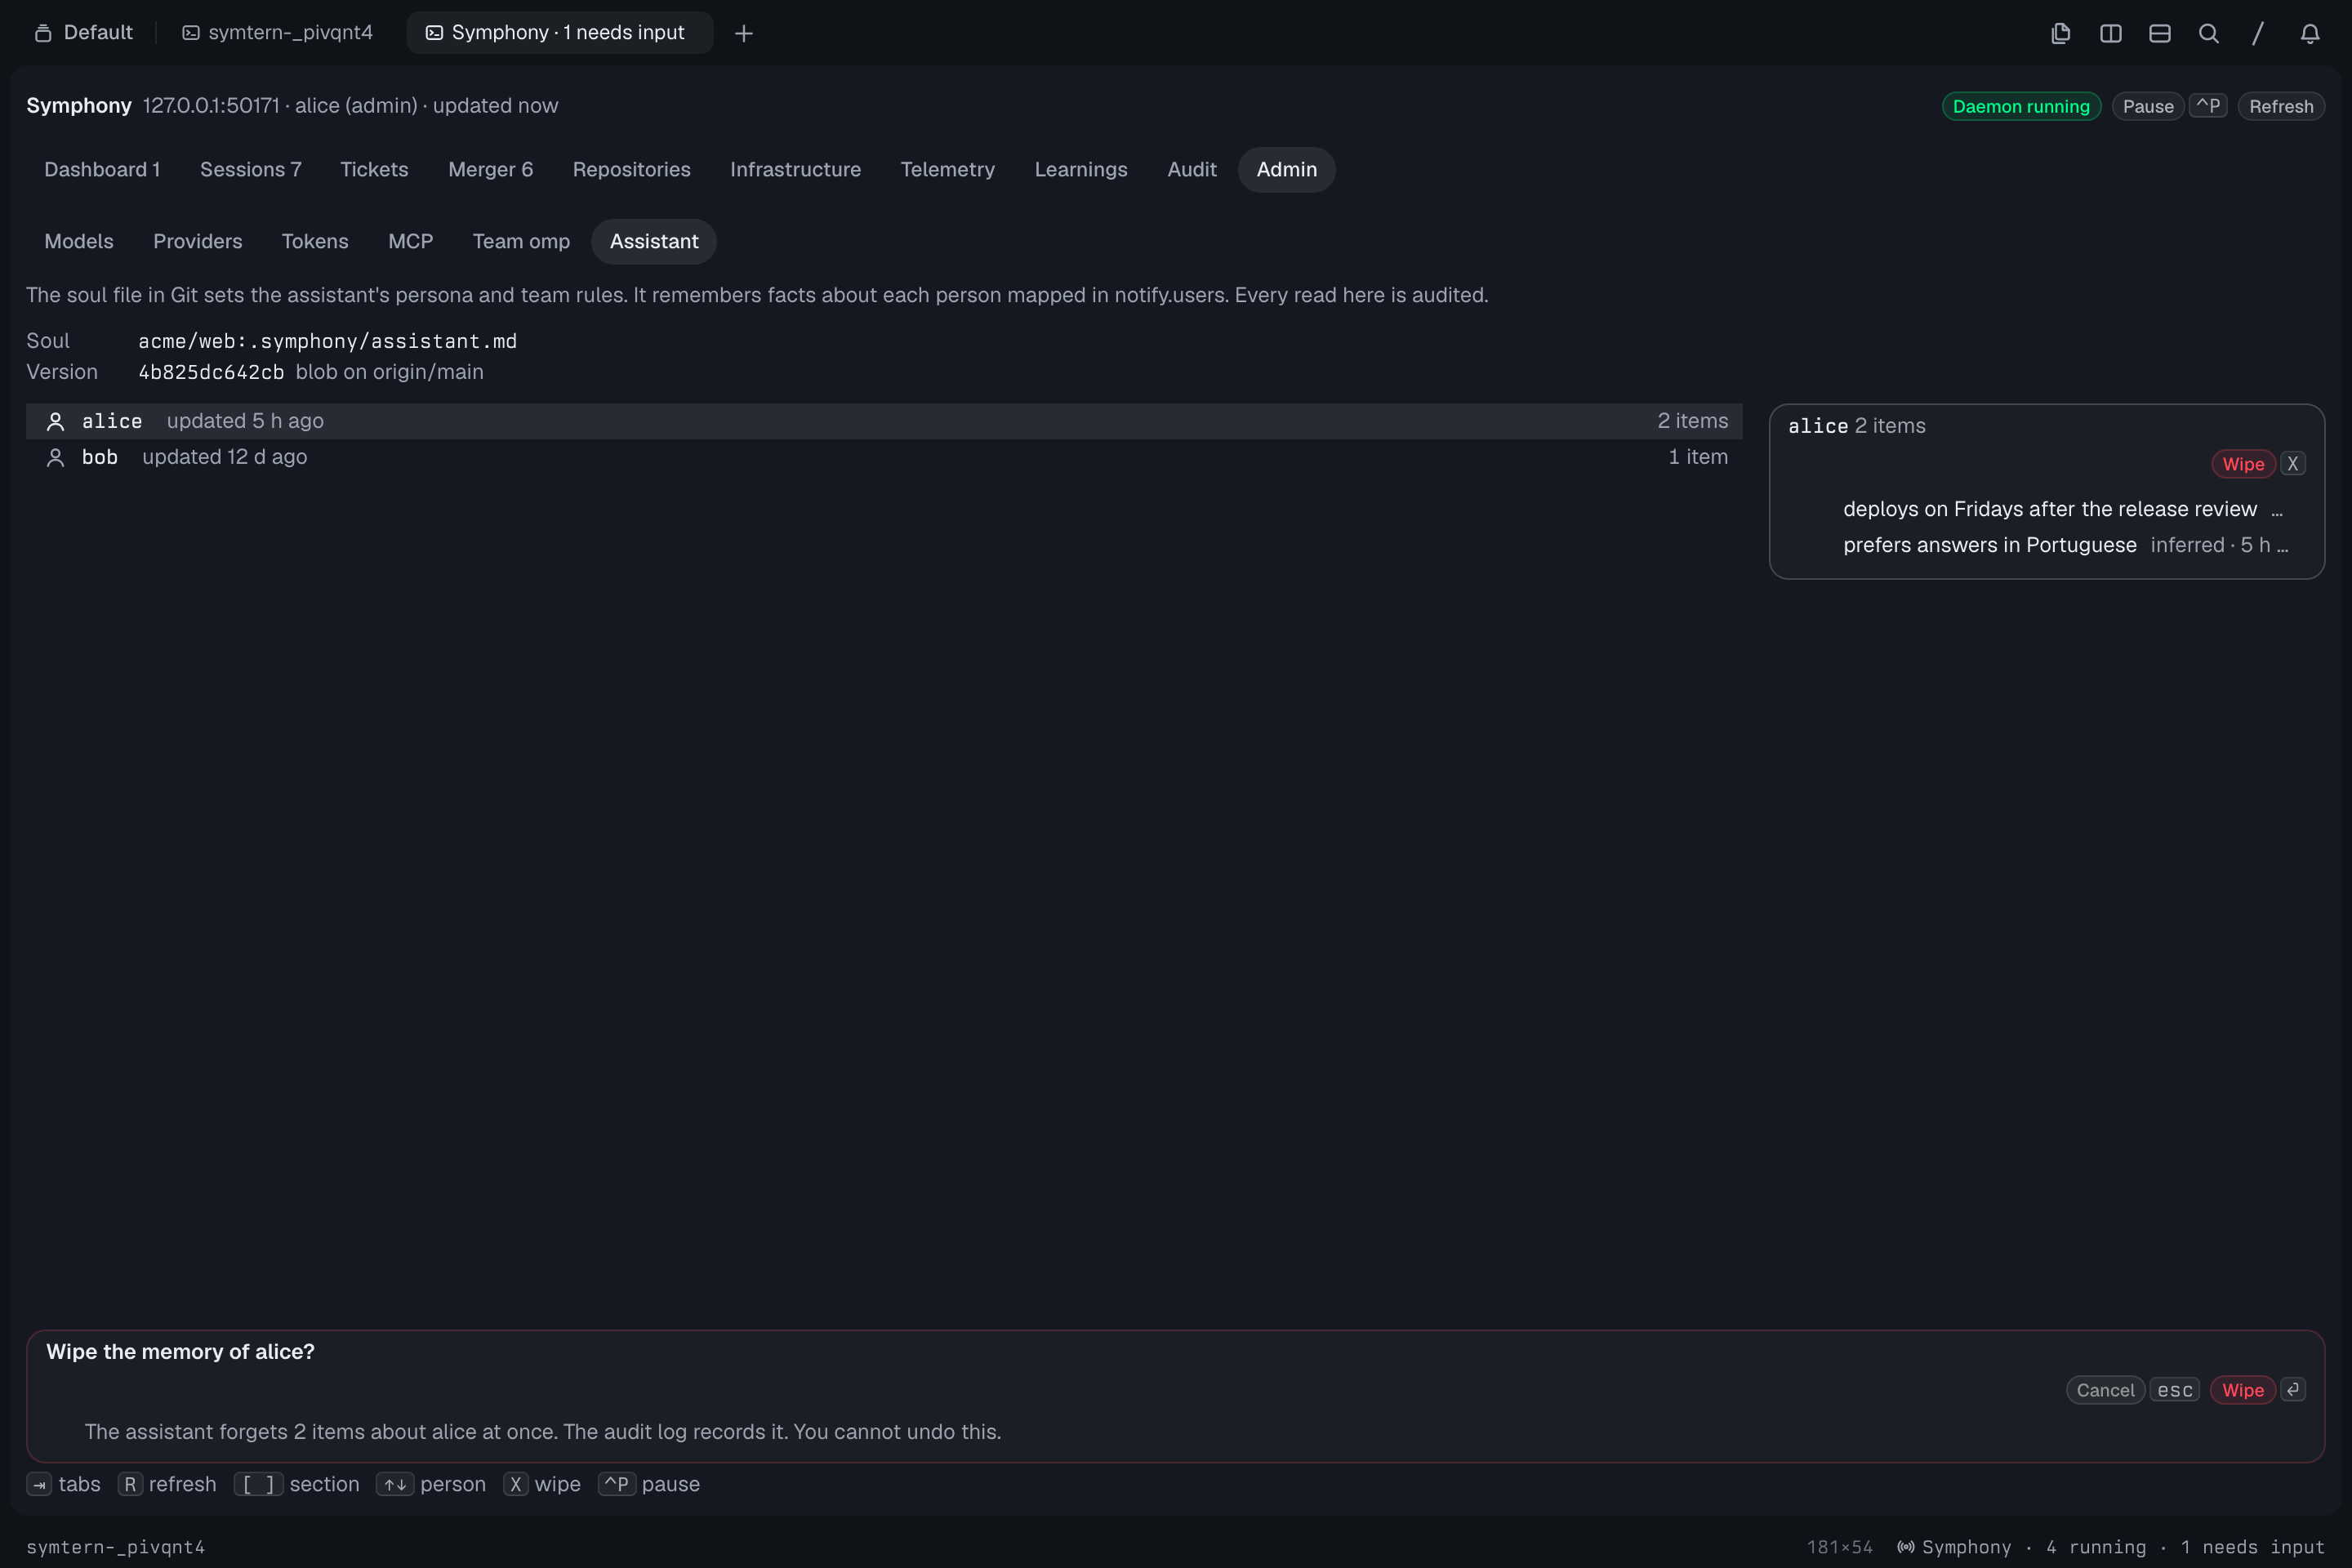 Default symtern-_pivqnt4 Symphony · 1 needs input
Symphony 127.0.0.1:50171 · alice (admin) · updated now Daemon running Pause ^P Refresh
Dashboard 1 Sessions 7 Tickets Merger 6 Repositories Infrastructure Telemetry Learnings Audit Admin
Models Providers Tokens MCP Team omp Assistant
The soul file in Git sets the assistant's persona and team rules. It remembers facts about each person mapped in notify.users. Every read here is audited.
Soul acme/web:.symphony/assistant.md
Version 4b825dc642cb blob on origin/main
alice updated 5 h ago 2 items
bob updated 12 d ago 1 item
alice 2 items
Wipe X
deploys on Fridays after the release review …
prefers answers in Portuguese inferred · 5 h …
Wipe the memory of alice?
Cancel esc Wipe ⏎
The assistant forgets 2 items about alice at once. The audit log records it. You cannot undo this.
⇥ tabs R refresh [ ] section ↑↓ person X wipe ^P pause
symtern-_pivqnt4 181×54 Symphony · 4 running · 1 needs input